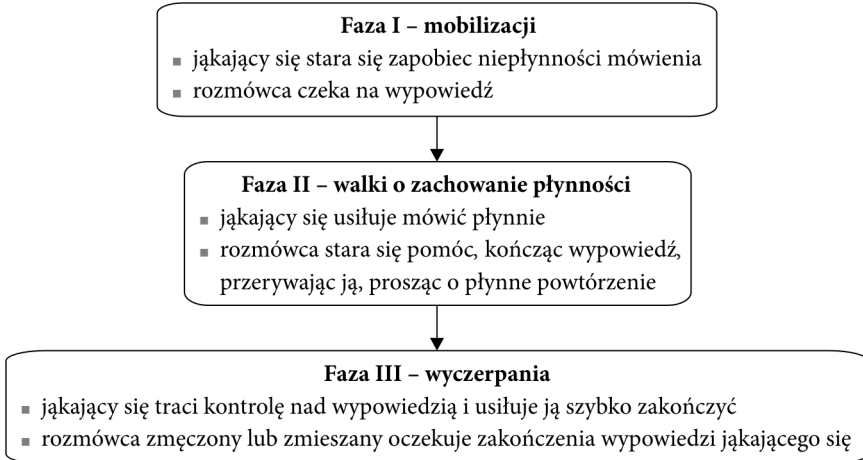 Faza I – mobilizacji
▪ jąkający się stara się zapobiec niepłynności mówienia
▪ rozmówca czeka na wypowiedź
Faza II – walki o zachowanie płynności
▪ jąkający się usiłuje mówić płynnie
▪ rozmówca stara się pomóc, kończąc wypowiedź,
przerywając ją, prosząc o płynne powtórzenie
Faza III – wyczerpania
▪ jąkający się traci kontrolę nad wypowiedzią i usiłuje ją szybko zakończyć
▪ rozmówca zmęczony lub zmieszany oczekuje zakończenia wypowiedzi jąkającego się